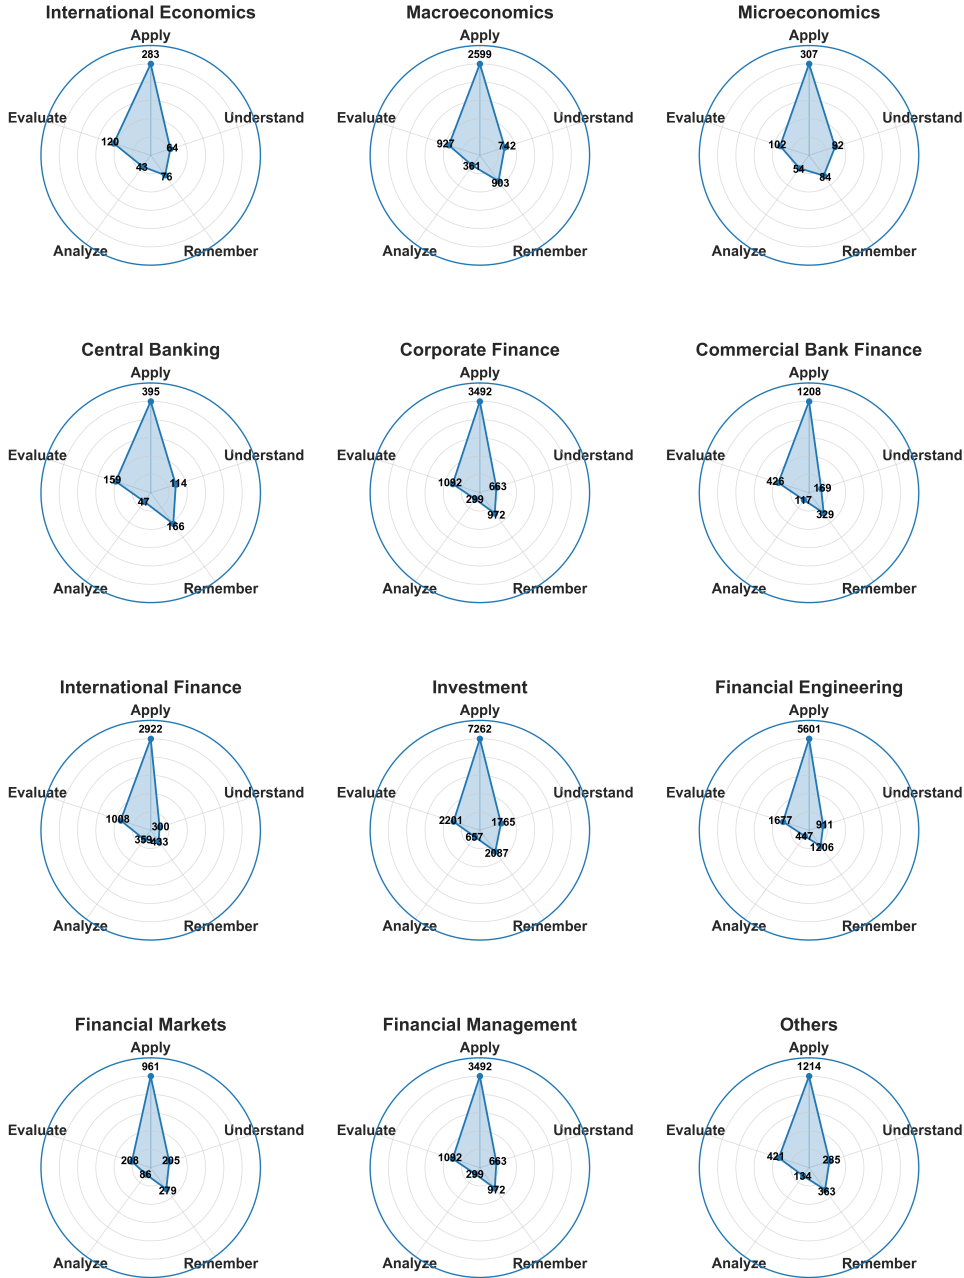 International Economics
Apply
283
Evaluate
Understand
120
64
43
76
Analyze
Remember
Macroeconomics
Apply
2599
Evaluate
Understand
927
742
361
903
Analyze
Remember
Microeconomics
Apply
307
Evaluate
Understand
102
92
54
84
Analyze
Remember
Central Banking
Apply
395
Evaluate
Understand
159
114
47
166
Analyze
Remember
Corporate Finance
Apply
3492
Evaluate
Understand
1092
663
299
972
Analyze
Remember
Commercial Bank Finance
Apply
1208
Evaluate
Understand
426
169
117
329
Analyze
Remember
International Finance
Apply
2922
Evaluate
Understand
1008
300
359
433
Analyze
Remember
Investment
Apply
7262
Evaluate
Understand
2201
1765
657
2087
Analyze
Remember
Financial Engineering
Apply
5601
Evaluate
Understand
1677
911
447
1206
Analyze
Remember
Financial Markets
Apply
961
Evaluate
Understand
208
205
86
279
Analyze
Remember
Financial Management
Apply
3492
Evaluate
Understand
1092
663
299
972
Analyze
Remember
Others
Apply
1214
Evaluate
Understand
421
285
134
363
Analyze
Remember